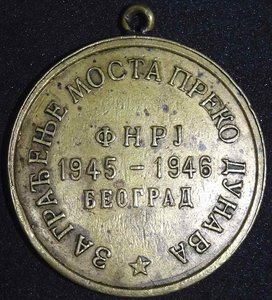 ЗА ГРАЂЕЊЕ МОСТА ПРЕКО ДУНАВА
ФНРЈ
1945 - 1946
БЕОГРАД